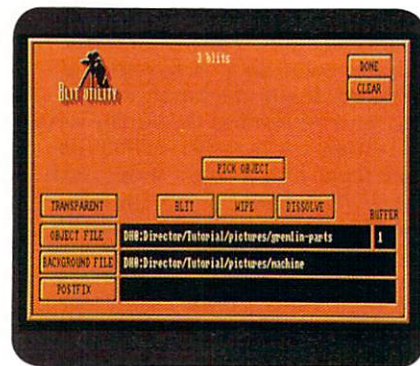 3 blits
DONE
BLIT UTILITY
CLEAR
PICK OBJECT
TRANSPARENT
BLIT
WIPE
DISSOLVE
BUFFER
OBJECT FILE
DH0:Director/Tutorial/pictures/gremlin-parts
1
BACKGROUND FILE
DH0:Director/Tutorial/pictures/machine
POSTFIX